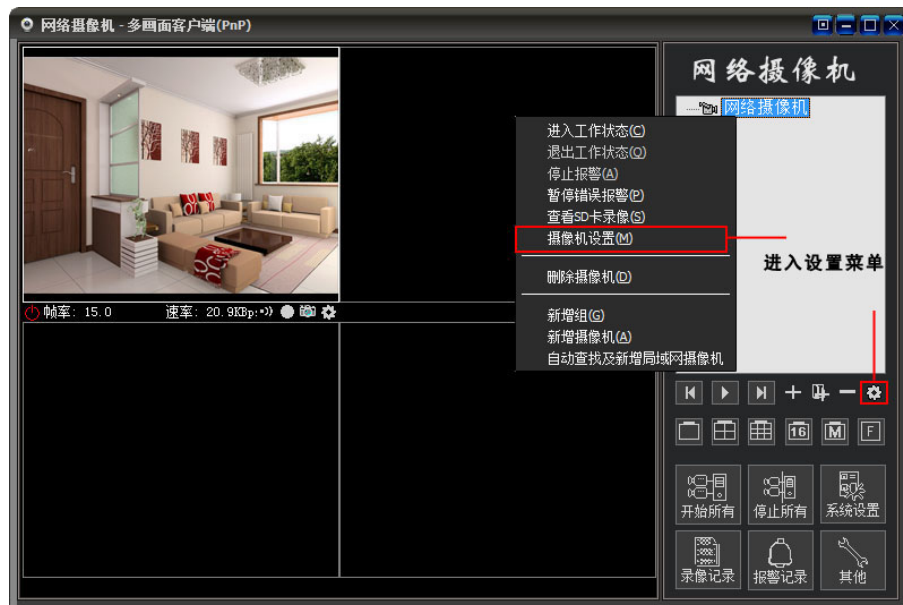 网络摄像机 - 多画面客户端(PnP)
网络摄像机
网络摄像机
进入工作状态(C)
退出工作状态(Q)
停止报警(A)
暂停错误报警(P)
查看SD卡录像(S)
摄像机设置(M)
进入设置菜单
删除摄像机(D)
新增组(G)
新增摄像机(A)
自动查找及新增局域网摄像机
帧率: 15.0 速率: 20.9KBp
16 M F
开始所有 停止所有 系统设置
录像记录 报警记录 其他